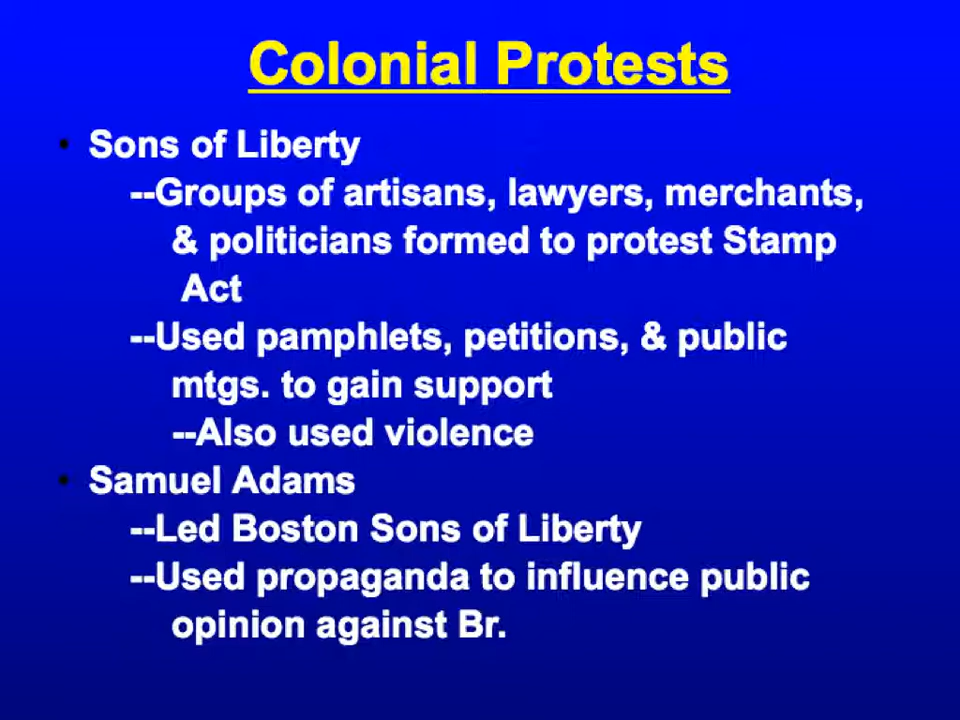 Colonial Protests
• Sons of Liberty
--Groups of artisans, lawyers, merchants,
& politicians formed to protest Stamp
Act
--Used pamphlets, petitions, & public
mtgs. to gain support
--Also used violence
• Samuel Adams
--Led Boston Sons of Liberty
--Used propaganda to influence public
opinion against Br.